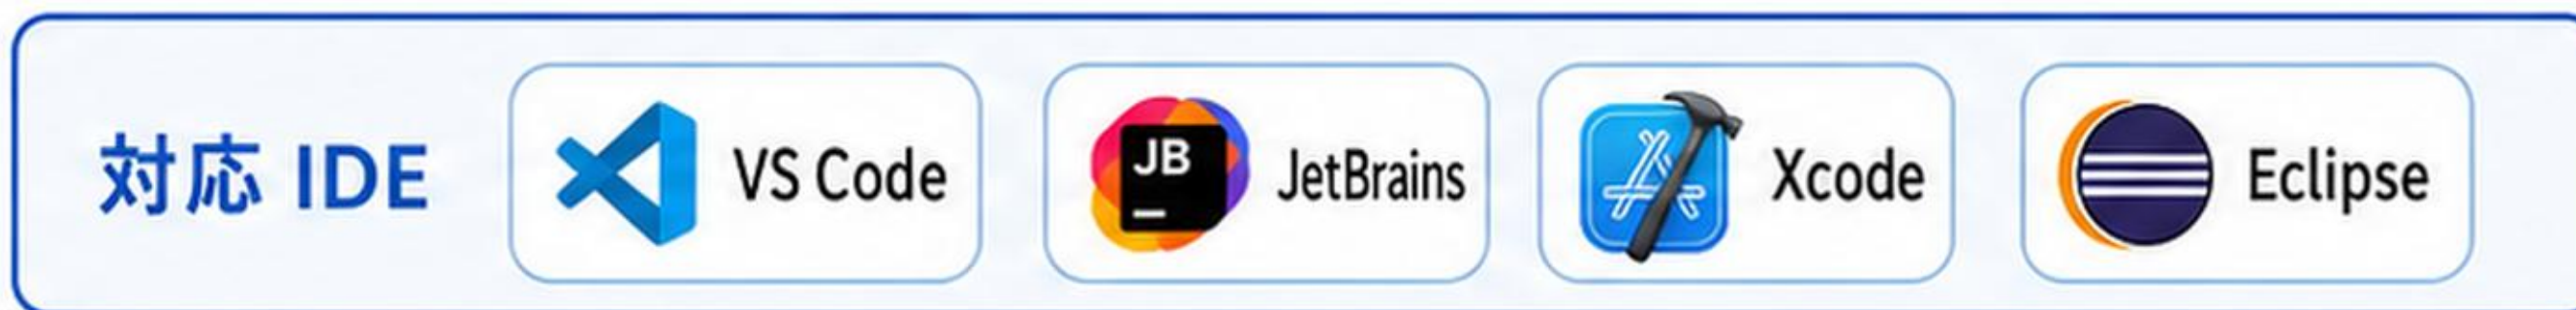 対応 IDE
VS Code
JB
JetBrains
Xcode
Eclipse